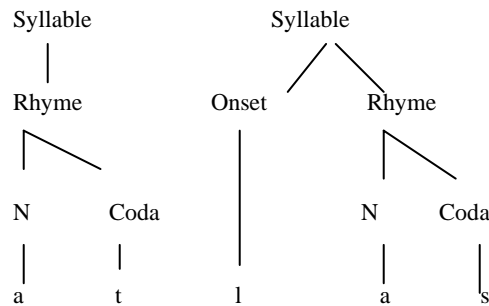 Syllable Syllable
Rhyme Onset Rhyme
N Coda N Coda
a t l a s